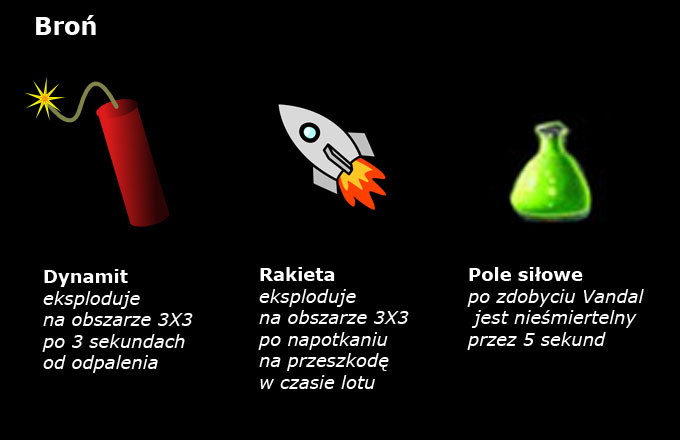 Broń
Dynamit
eksploduje
na obszarze 3X3
po 3 sekundach
od odpalenia
Rakieta
eksploduje
na obszarze 3X3
po napotkaniu
na przeszkodę
w czasie lotu
Pole siłowe
po zdobyciu Vandal
jest nieśmiertelny
przez 5 sekund